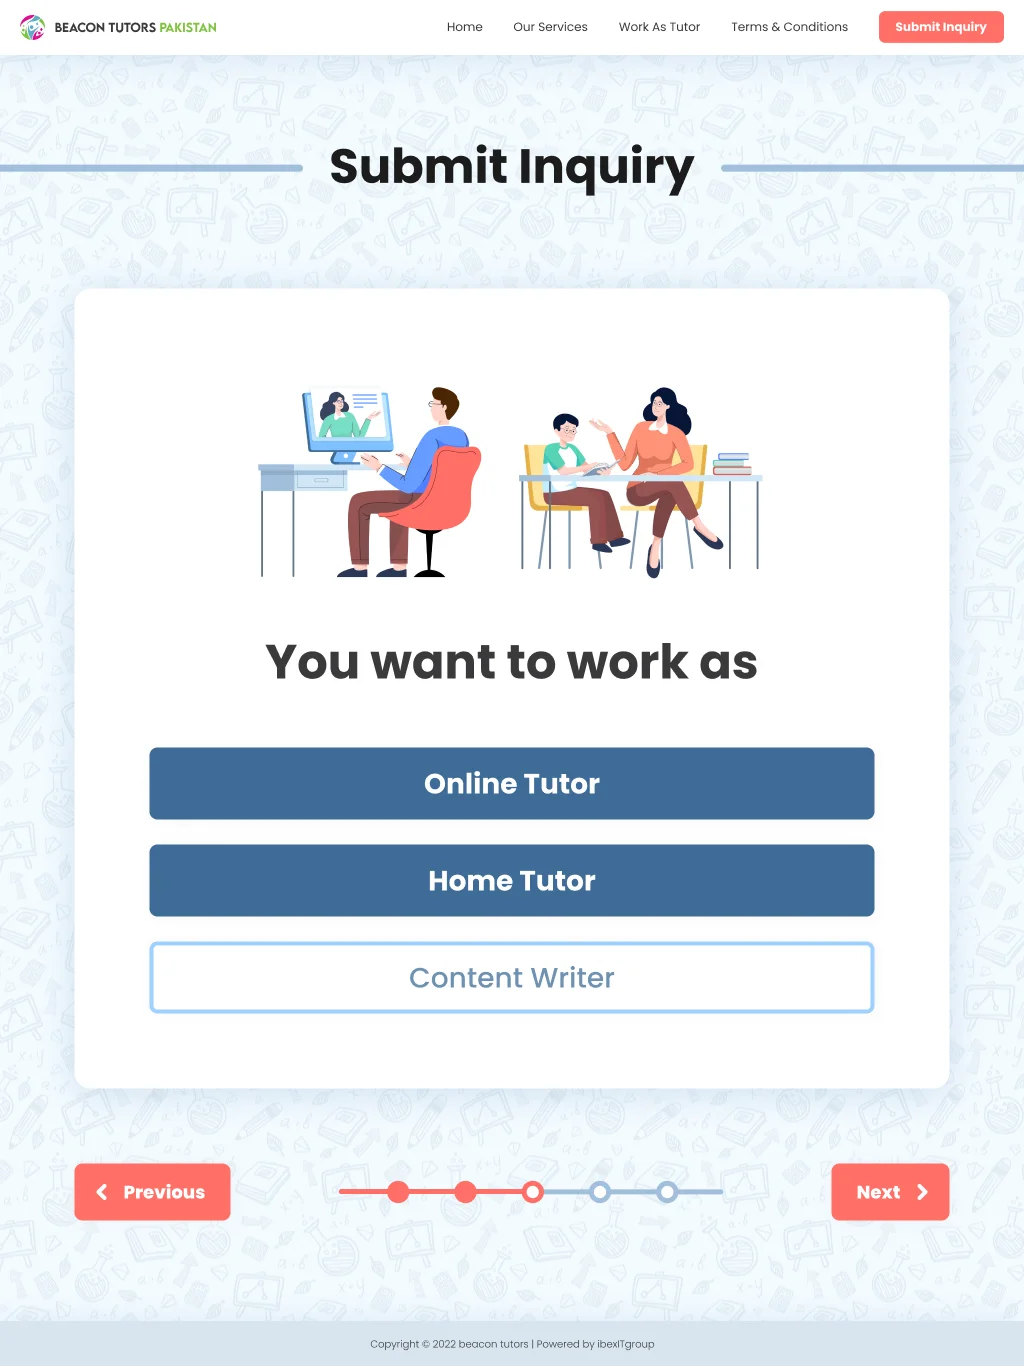 BEACON TUTORS PAKISTAN
Home
Our Services
Work As Tutor
Terms & Conditions
Submit Inquiry
Submit Inquiry
You want to work as
Online Tutor
Home Tutor
Content Writer
Previous
Next
Copyright © 2022 beacon tutors | Powered by ibexITgroup